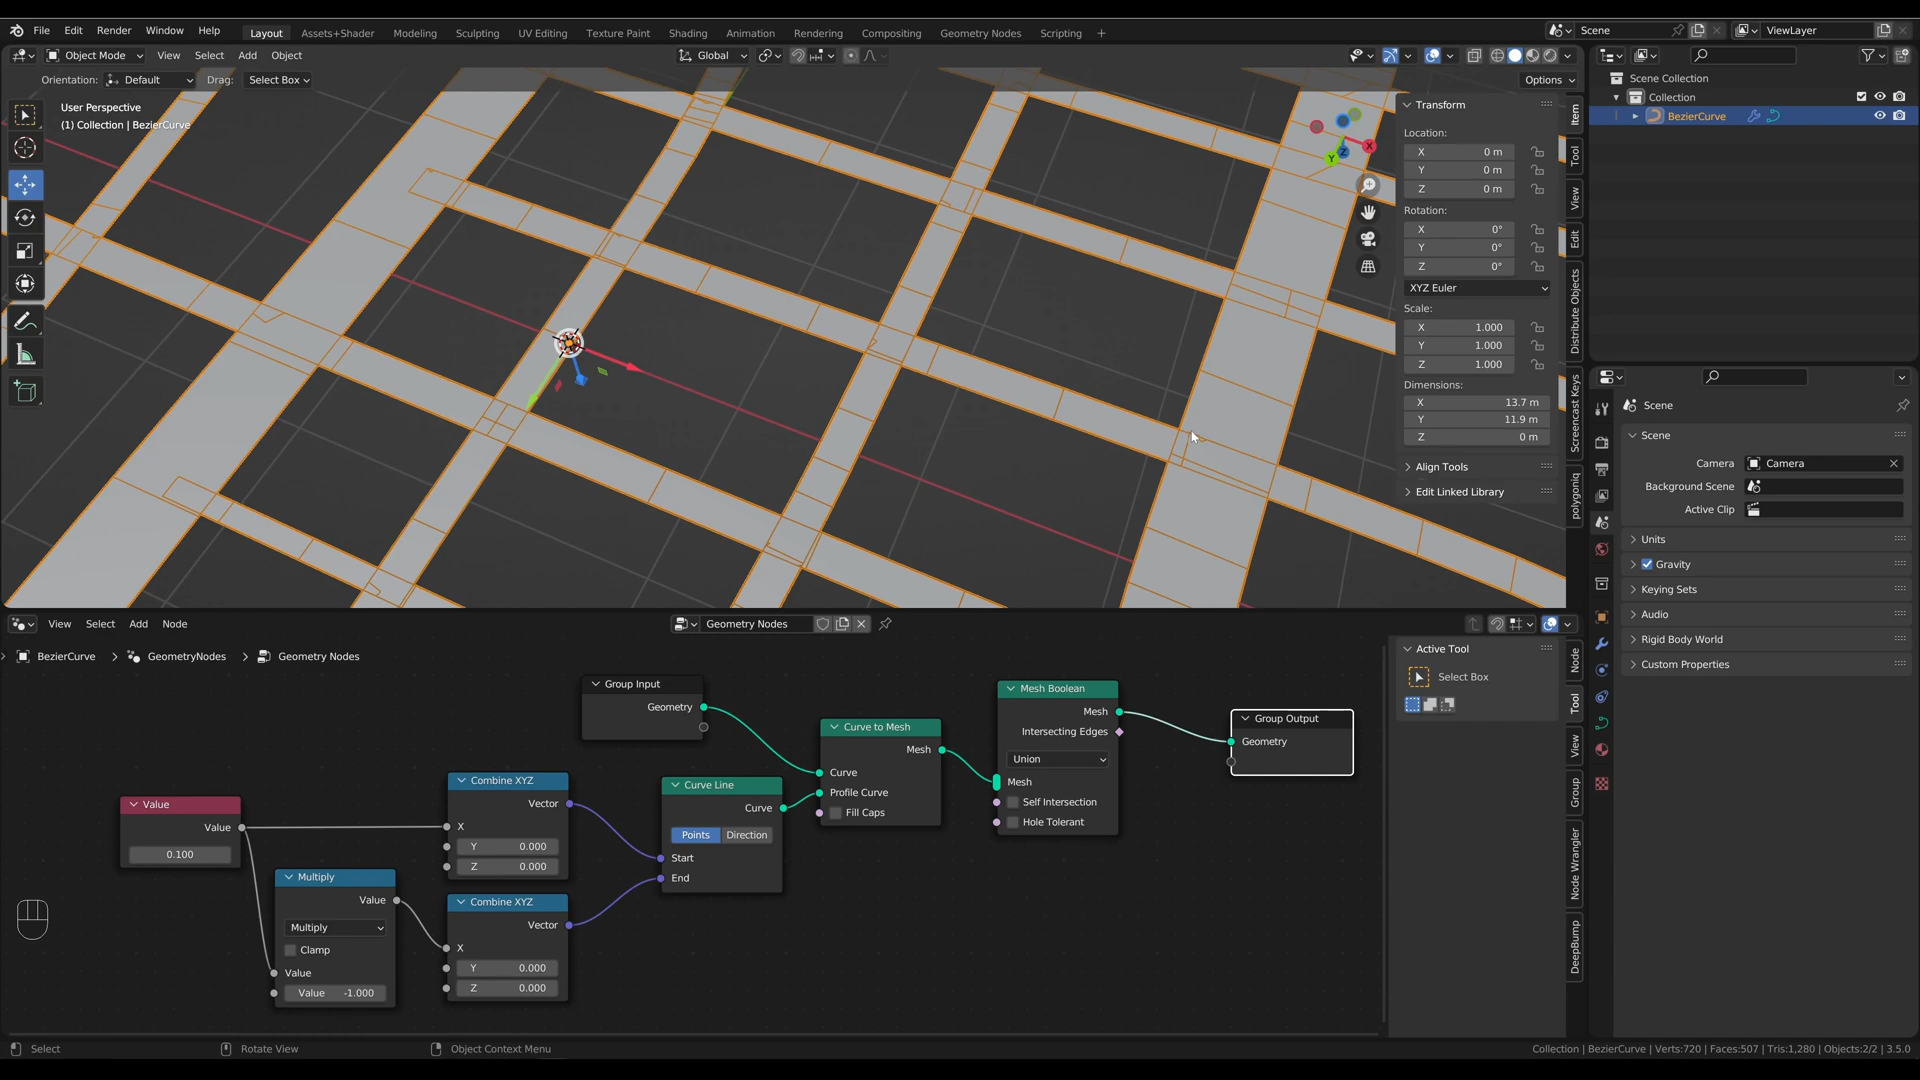 File Edit Render Window Help Layout Assets+Shader Modeling Sculpting UV Editing Texture Paint Shading Animation Rendering Compositing Geometry Nodes Scripting + Scene ViewLayer
Object Mode View Select Add Object Global
Orientation: Default Drag: Select Box Options
User Perspective
(1) Collection | BezierCurve
X
Y
Z
Transform
Location:
X 0 m
Y 0 m
Z 0 m
Rotation:
X 0°
Y 0°
Z 0°
XYZ Euler
Scale:
X 1.000
Y 1.000
Z 1.000
Dimensions:
X 13.7 m
Y 11.9 m
Z 0 m
Align Tools
Edit Linked Library
Item
Tool
View
Edit
Distribute Objects
Screencast Keys
polygoniq
Scene Collection
Collection
BezierCurve
Scene
Scene
Camera Camera
Background Scene
Active Clip
Units
Gravity
Keying Sets
Audio
Rigid Body World
Custom Properties
View Select Add Node Geometry Nodes
BezierCurve > GeometryNodes > Geometry Nodes
Value
Value
0.100
Multiply
Value
Multiply
Clamp
Value
Value -1.000
Combine XYZ
Vector
X
Y 0.000
Z 0.000
Combine XYZ
Vector
X
Y 0.000
Z 0.000
Group Input
Geometry
Curve Line
Curve
Points Direction
Start
End
Curve to Mesh
Mesh
Curve
Profile Curve
Fill Caps
Mesh Boolean
Mesh
Intersecting Edges
Union
Mesh
Self Intersection
Hole Tolerant
Group Output
Geometry
Active Tool
Select Box
Node
Tool
View
Group
Node Wrangler
DeepBump
Select Rotate View Object Context Menu Collection | BezierCurve | Verts:720 | Faces:507 | Tris:1,280 | Objects:2/2 | 3.5.0